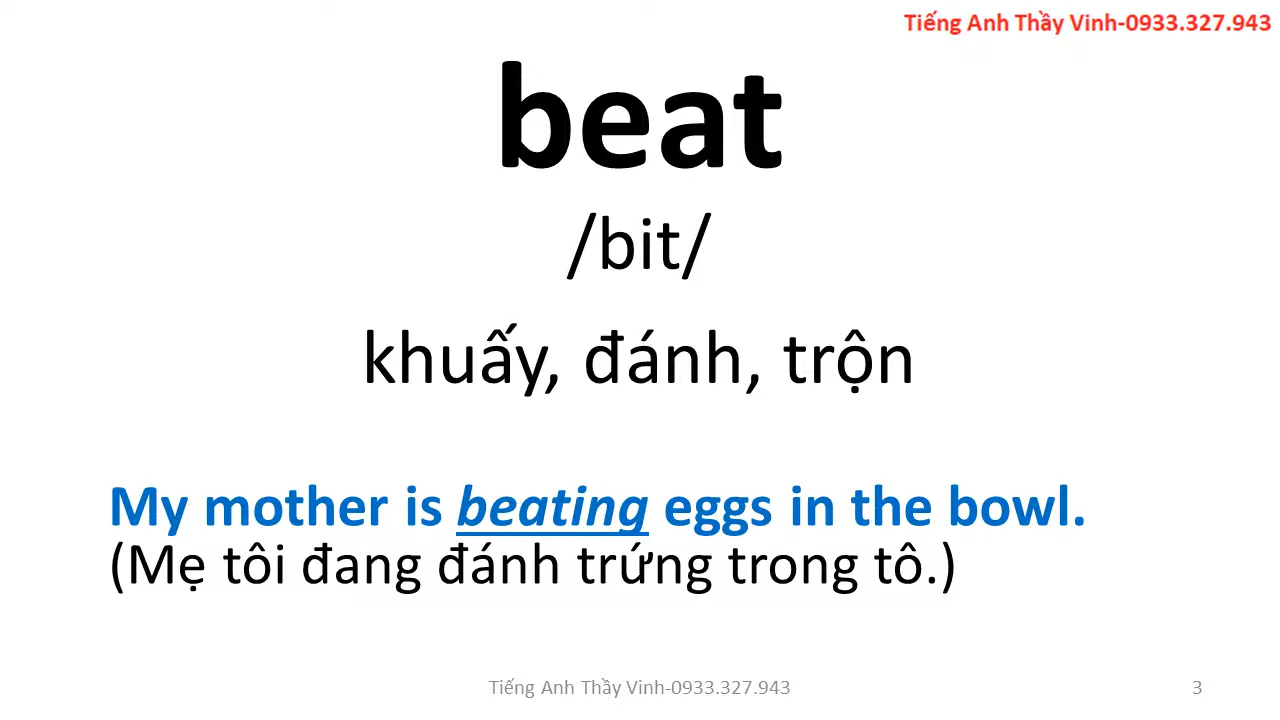 Tiếng Anh Thầy Vinh-0933.327.943
beat
/bit/
khuấy, đánh, trộn
My mother is beating eggs in the bowl.
(Mẹ tôi đang đánh trứng trong tô.)
Tiếng Anh Thầy Vinh-0933.327.943 3